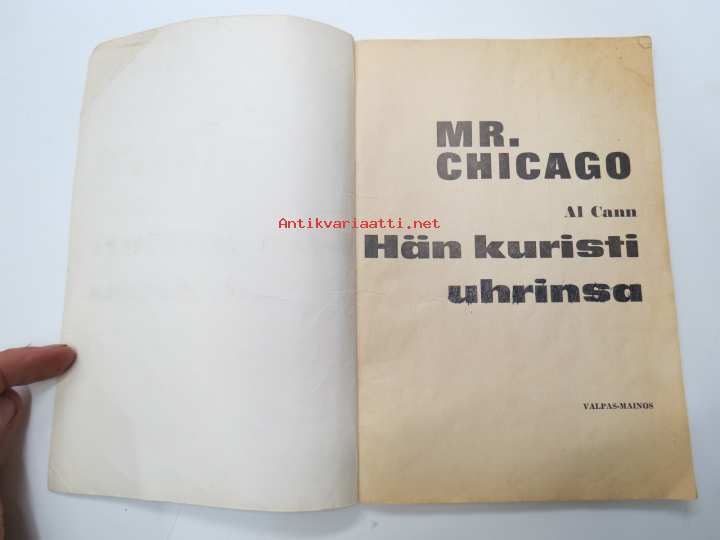 MR.
CHICAGO
Al Cann
Antikvariaatti.net
Hän kuristi
uhrinsa
VALPAS-MAINOS